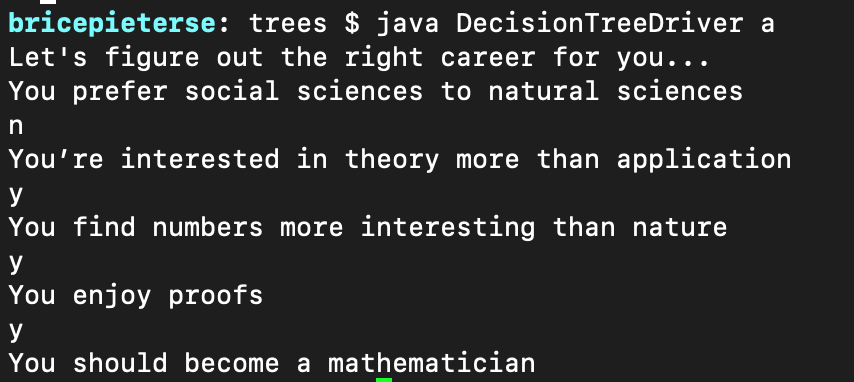 bricepieterse: trees $ java DecisionTreeDriver a
Let's figure out the right career for you...
You prefer social sciences to natural sciences
n
You’re interested in theory more than application
y
You find numbers more interesting than nature
y
You enjoy proofs
y
You should become a mathematician